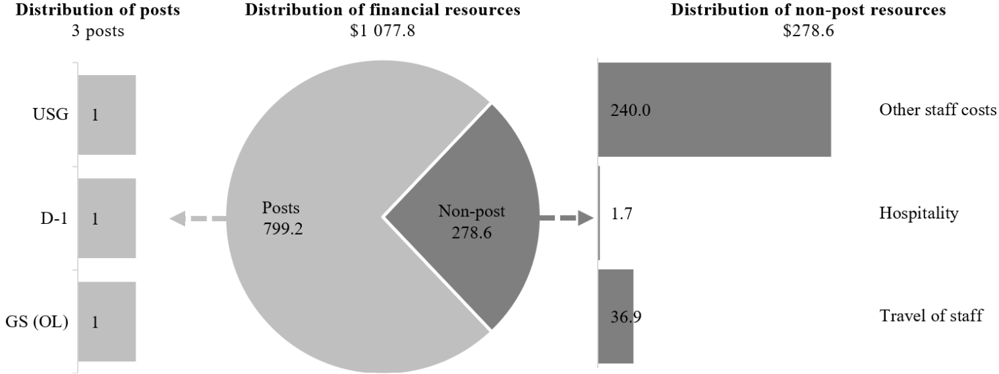 Distribution of posts
3 posts
USG
1
D-1
1
GS (OL)
1
Distribution of financial resources
$1 077.8
Posts
799.2
Non-post
278.6
Distribution of non-post resources
$278.6
240.0
Other staff costs
1.7
Hospitality
36.9
Travel of staff